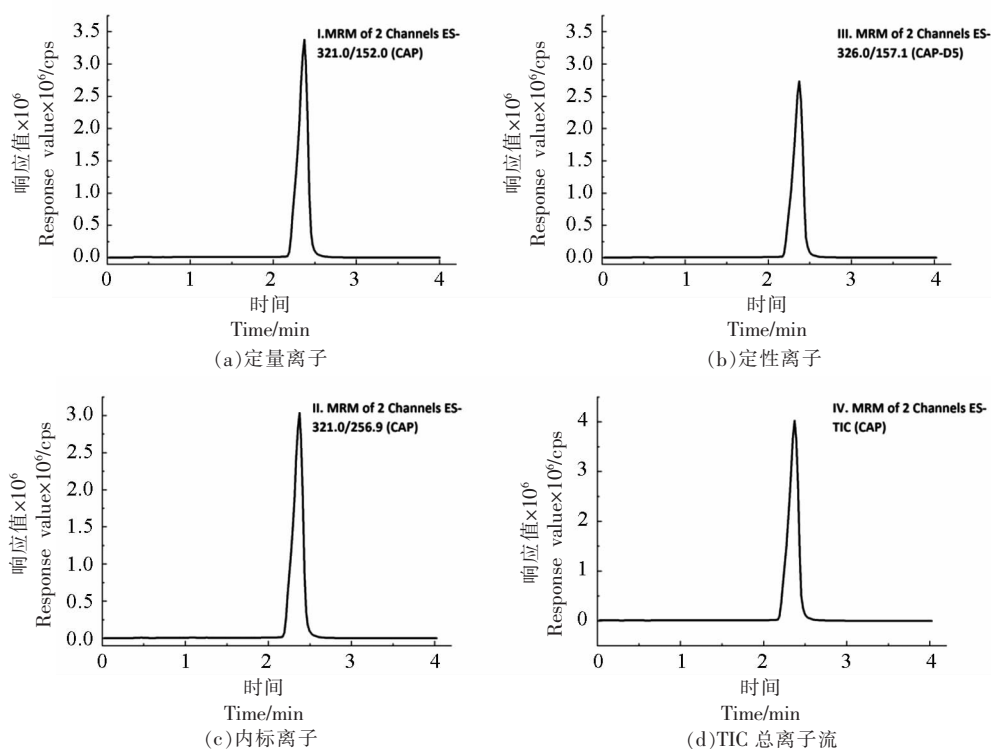 I.MRM of 2 Channels ES-
321.0/152.0 (CAP)
响应值×10⁶
Response value×10⁶/cps
3.5
3.0
2.5
2.0
1.5
1.0
0.5
0.0
0 1 2 3 4
时间
Time/min
(a)定量离子
III. MRM of 2 Channels ES-
326.0/157.1 (CAP-D5)
响应值×10⁶
Response value×10⁶/cps
3.5
3.0
2.5
2.0
1.5
1.0
0.5
0.0
0 1 2 3 4
时间
Time/min
(b)定性离子
II. MRM of 2 Channels ES-
321.0/256.9 (CAP)
响应值×10⁶
Response value×10⁶/cps
3.0
2.5
2.0
1.5
1.0
0.5
0.0
0 1 2 3 4
时间
Time/min
(c)内标离子
IV. MRM of 2 Channels ES-
TIC (CAP)
响应值×10⁶
Response value×10⁶/cps
4
3
2
1
0
0 1 2 3 4
时间
Time/min
(d)TIC 总离子流